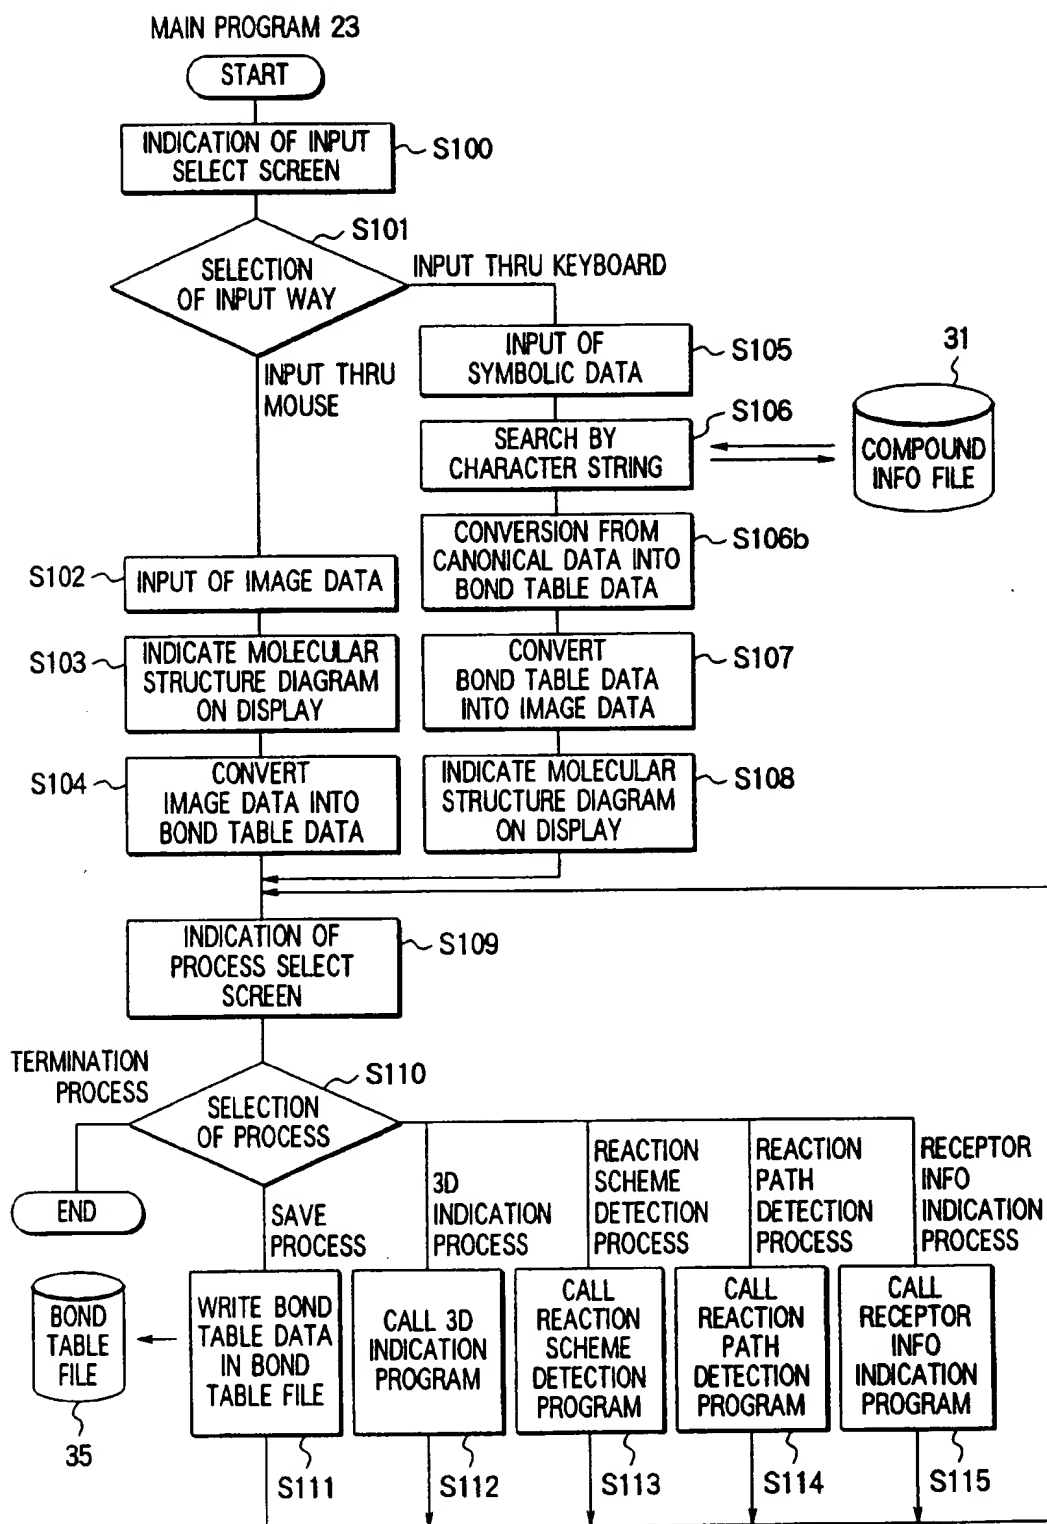 MAIN PROGRAM 23
START
INDICATION OF INPUT
SELECT SCREEN
S100
S101
SELECTION
OF INPUT WAY
INPUT THRU KEYBOARD
INPUT THRU
MOUSE
INPUT OF
SYMBOLIC DATA
S105
SEARCH BY
CHARACTER STRING
S106
31
COMPOUND
INFO FILE
CONVERSION FROM
CANONICAL DATA INTO
BOND TABLE DATA
S106b
S102
INPUT OF IMAGE DATA
S103
INDICATE MOLECULAR
STRUCTURE DIAGRAM
ON DISPLAY
CONVERT
BOND TABLE DATA
INTO IMAGE DATA
S107
S104
CONVERT
IMAGE DATA INTO
BOND TABLE DATA
INDICATE MOLECULAR
STRUCTURE DIAGRAM
ON DISPLAY
S108
INDICATION OF
PROCESS SELECT
SCREEN
S109
TERMINATION
PROCESS
S110
SELECTION
OF PROCESS
END
SAVE
PROCESS
3D
INDICATION
PROCESS
REACTION
SCHEME
DETECTION
PROCESS
REACTION
PATH
DETECTION
PROCESS
RECEPTOR
INFO
INDICATION
PROCESS
BOND
TABLE
FILE
35
WRITE BOND
TABLE DATA
IN BOND
TABLE FILE
S111
CALL 3D
INDICATION
PROGRAM
S112
CALL
REACTION
SCHEME
DETECTION
PROGRAM
S113
CALL
REACTION
PATH
DETECTION
PROGRAM
S114
CALL
RECEPTOR
INFO
INDICATION
PROGRAM
S115